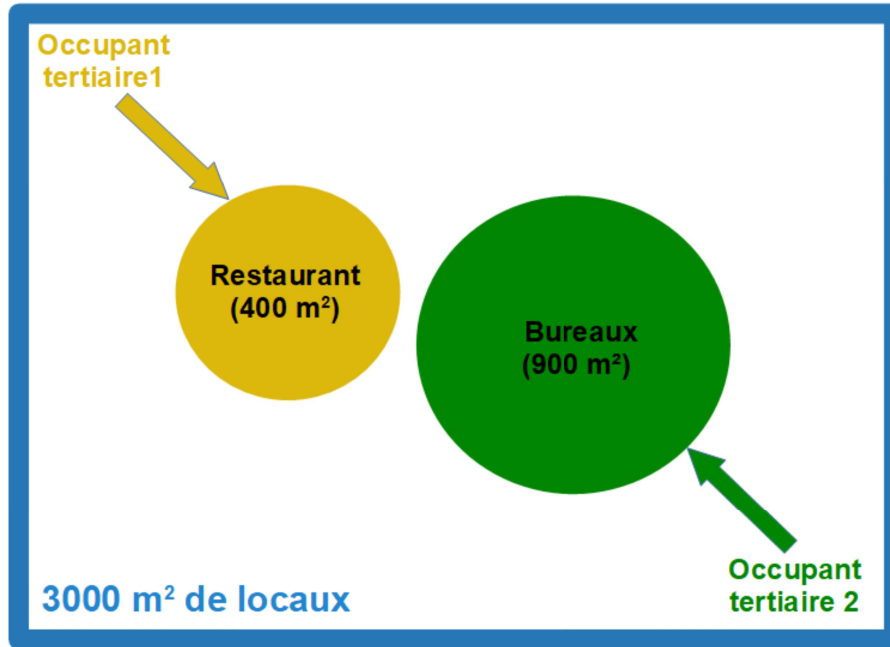 Occupant
tertiaire1
Restaurant
(400 m²)
Bureaux
(900 m²)
Occupant
tertiaire 2
3000 m² de locaux